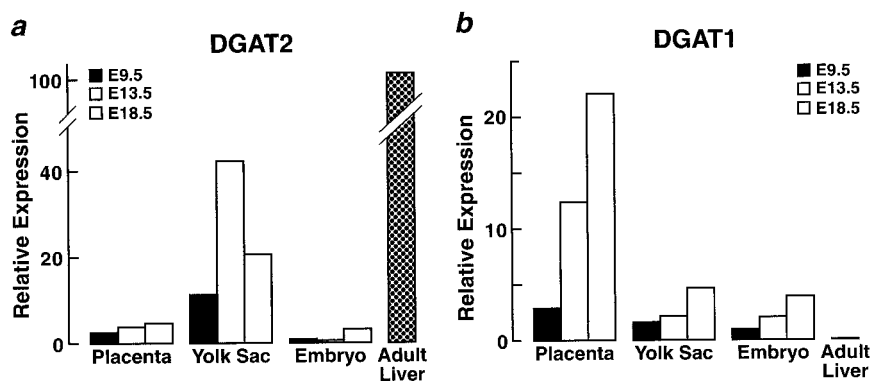 a
DGAT2
E9.5
E13.5
E18.5
Relative Expression
100
40
20
0
Placenta
Yolk Sac
Embryo
Adult
Liver
b
DGAT1
E9.5
E13.5
E18.5
Relative Expression
20
10
0
Placenta
Yolk Sac
Embryo
Adult
Liver